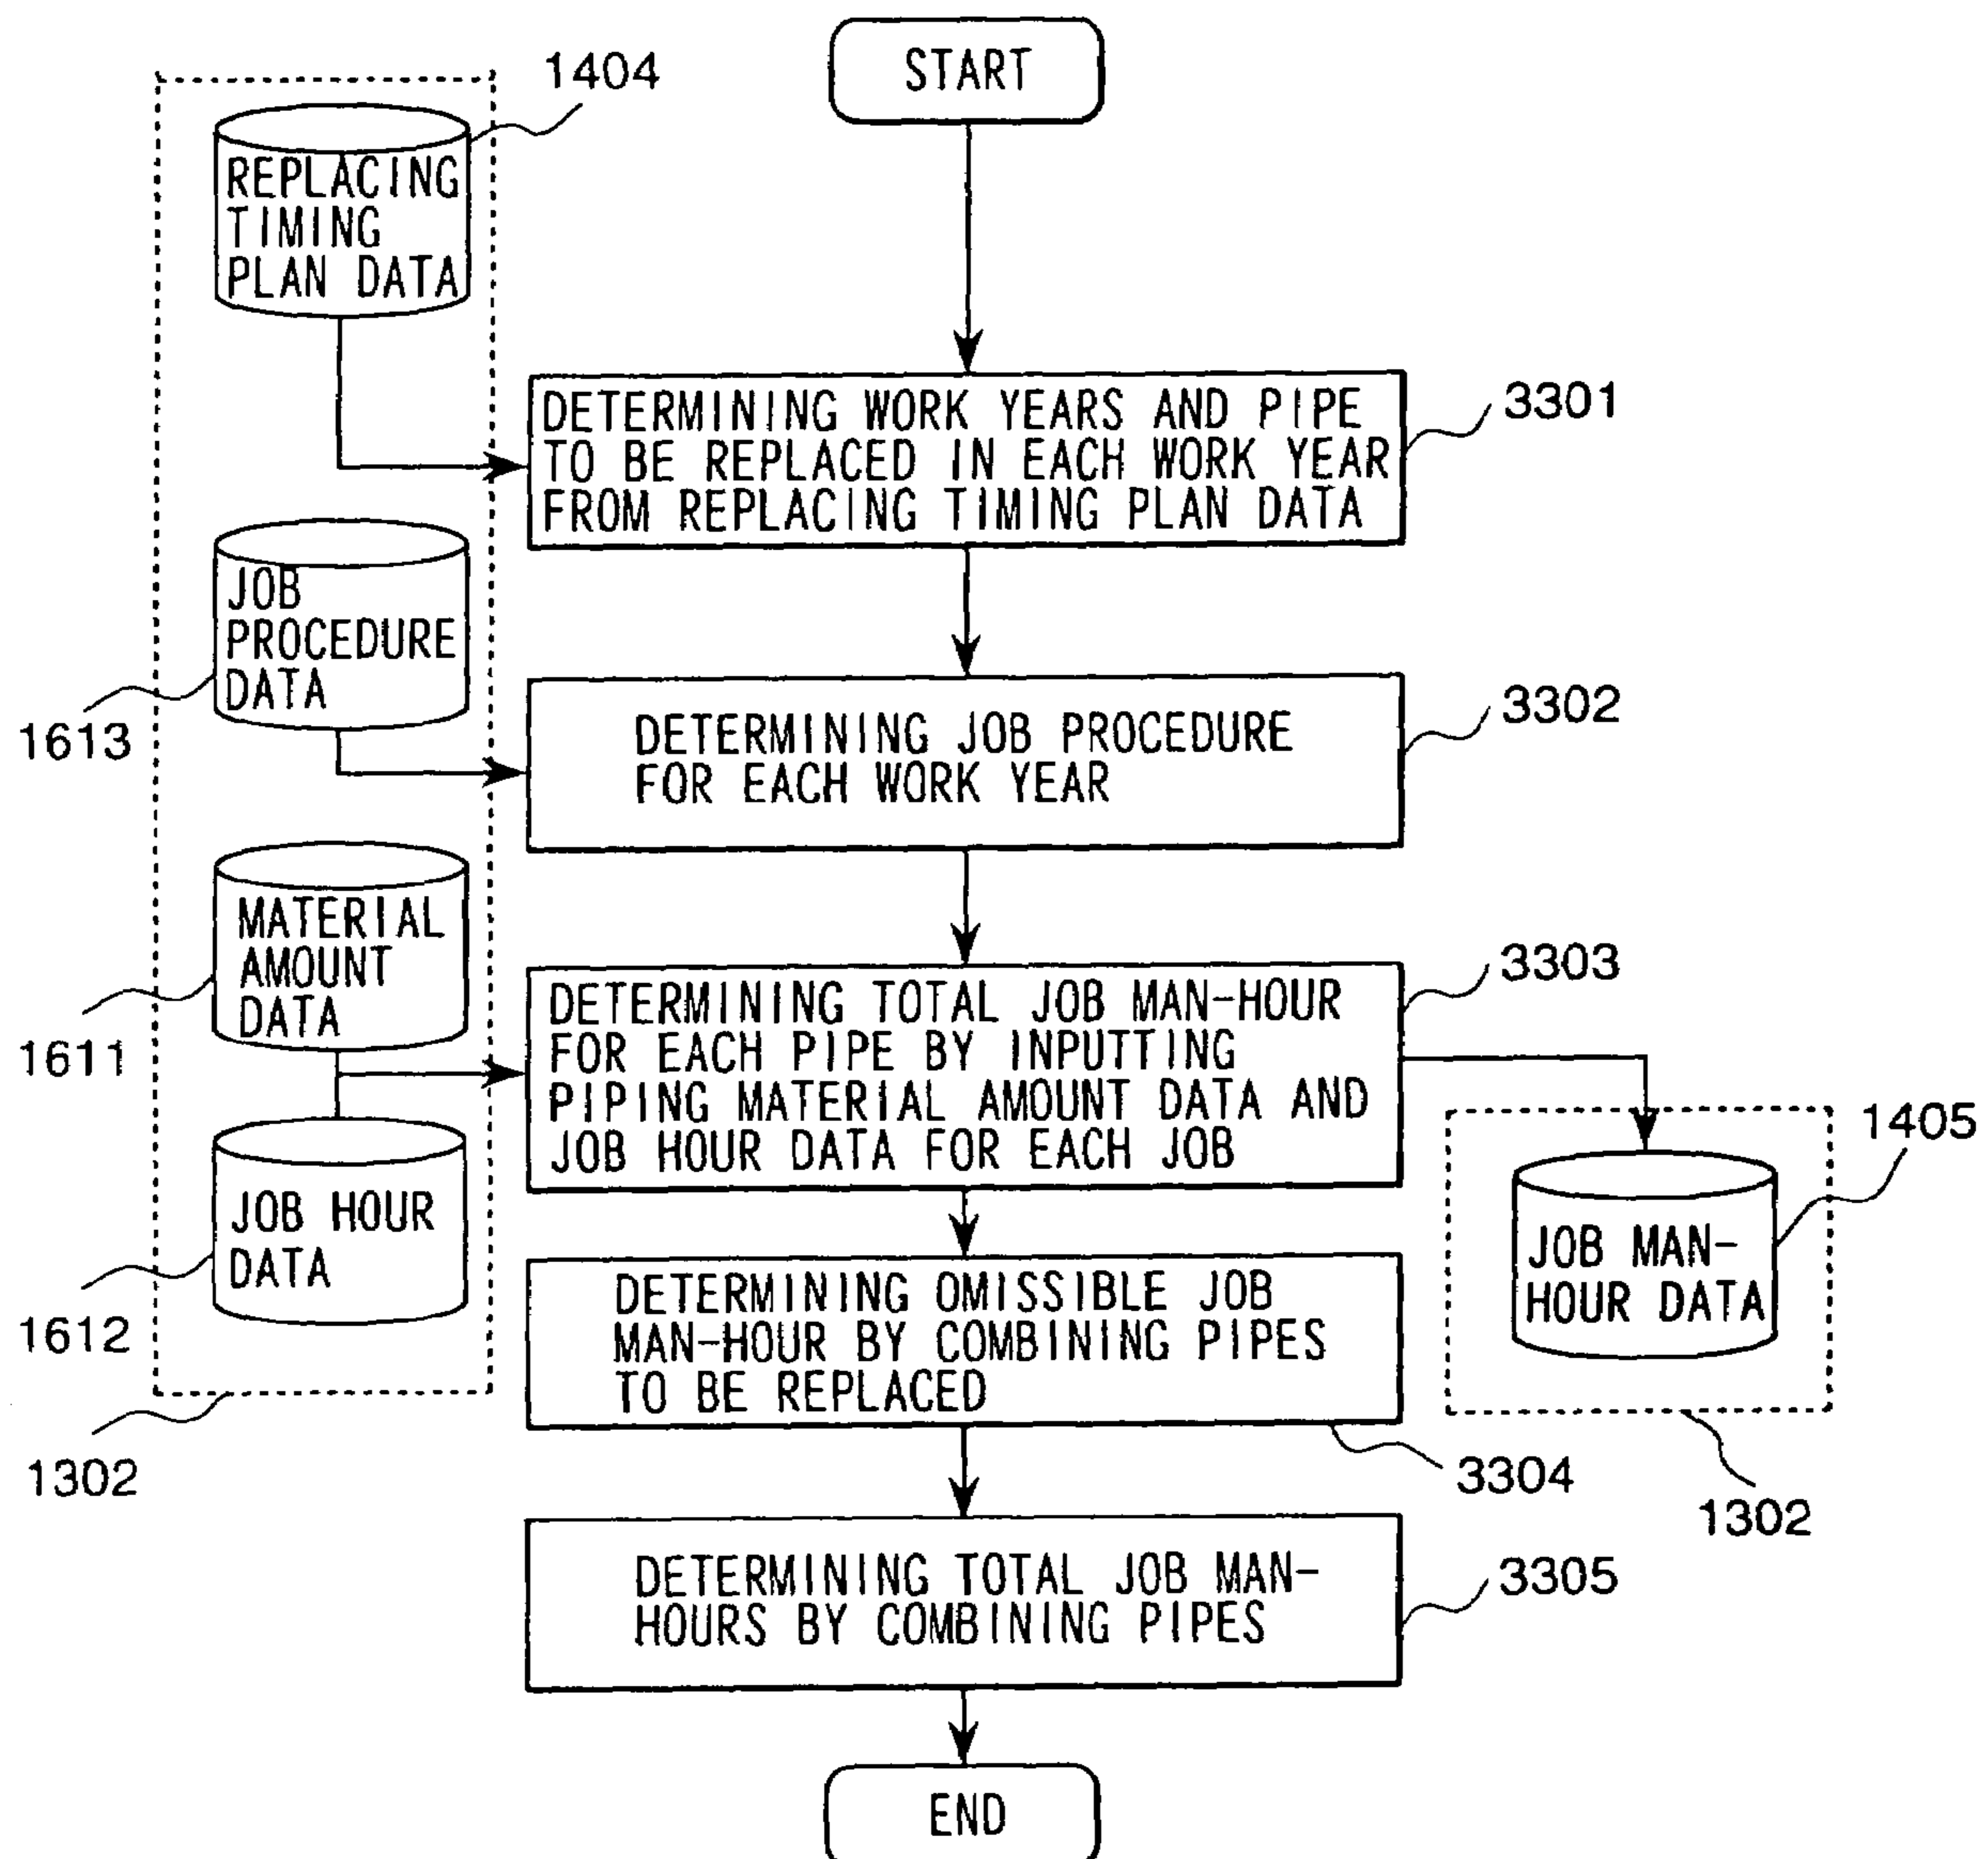 START
1404
REPLACING
TIMING
PLAN DATA
DETERMINING WORK YEARS AND PIPE
TO BE REPLACED IN EACH WORK YEAR
FROM REPLACING TIMING PLAN DATA
3301
JOB
PROCEDURE
DATA
1613
DETERMINING JOB PROCEDURE
FOR EACH WORK YEAR
3302
MATERIAL
AMOUNT
DATA
1611
DETERMINING TOTAL JOB MAN-HOUR
FOR EACH PIPE BY INPUTTING
PIPING MATERIAL AMOUNT DATA AND
JOB HOUR DATA FOR EACH JOB
3303
JOB HOUR
DATA
1612
1405
JOB MAN-
HOUR DATA
1302
DETERMINING OMISSIBLE JOB
MAN-HOUR BY COMBINING PIPES
TO BE REPLACED
3304
1302
DETERMINING TOTAL JOB MAN-
HOURS BY COMBINING PIPES
3305
END